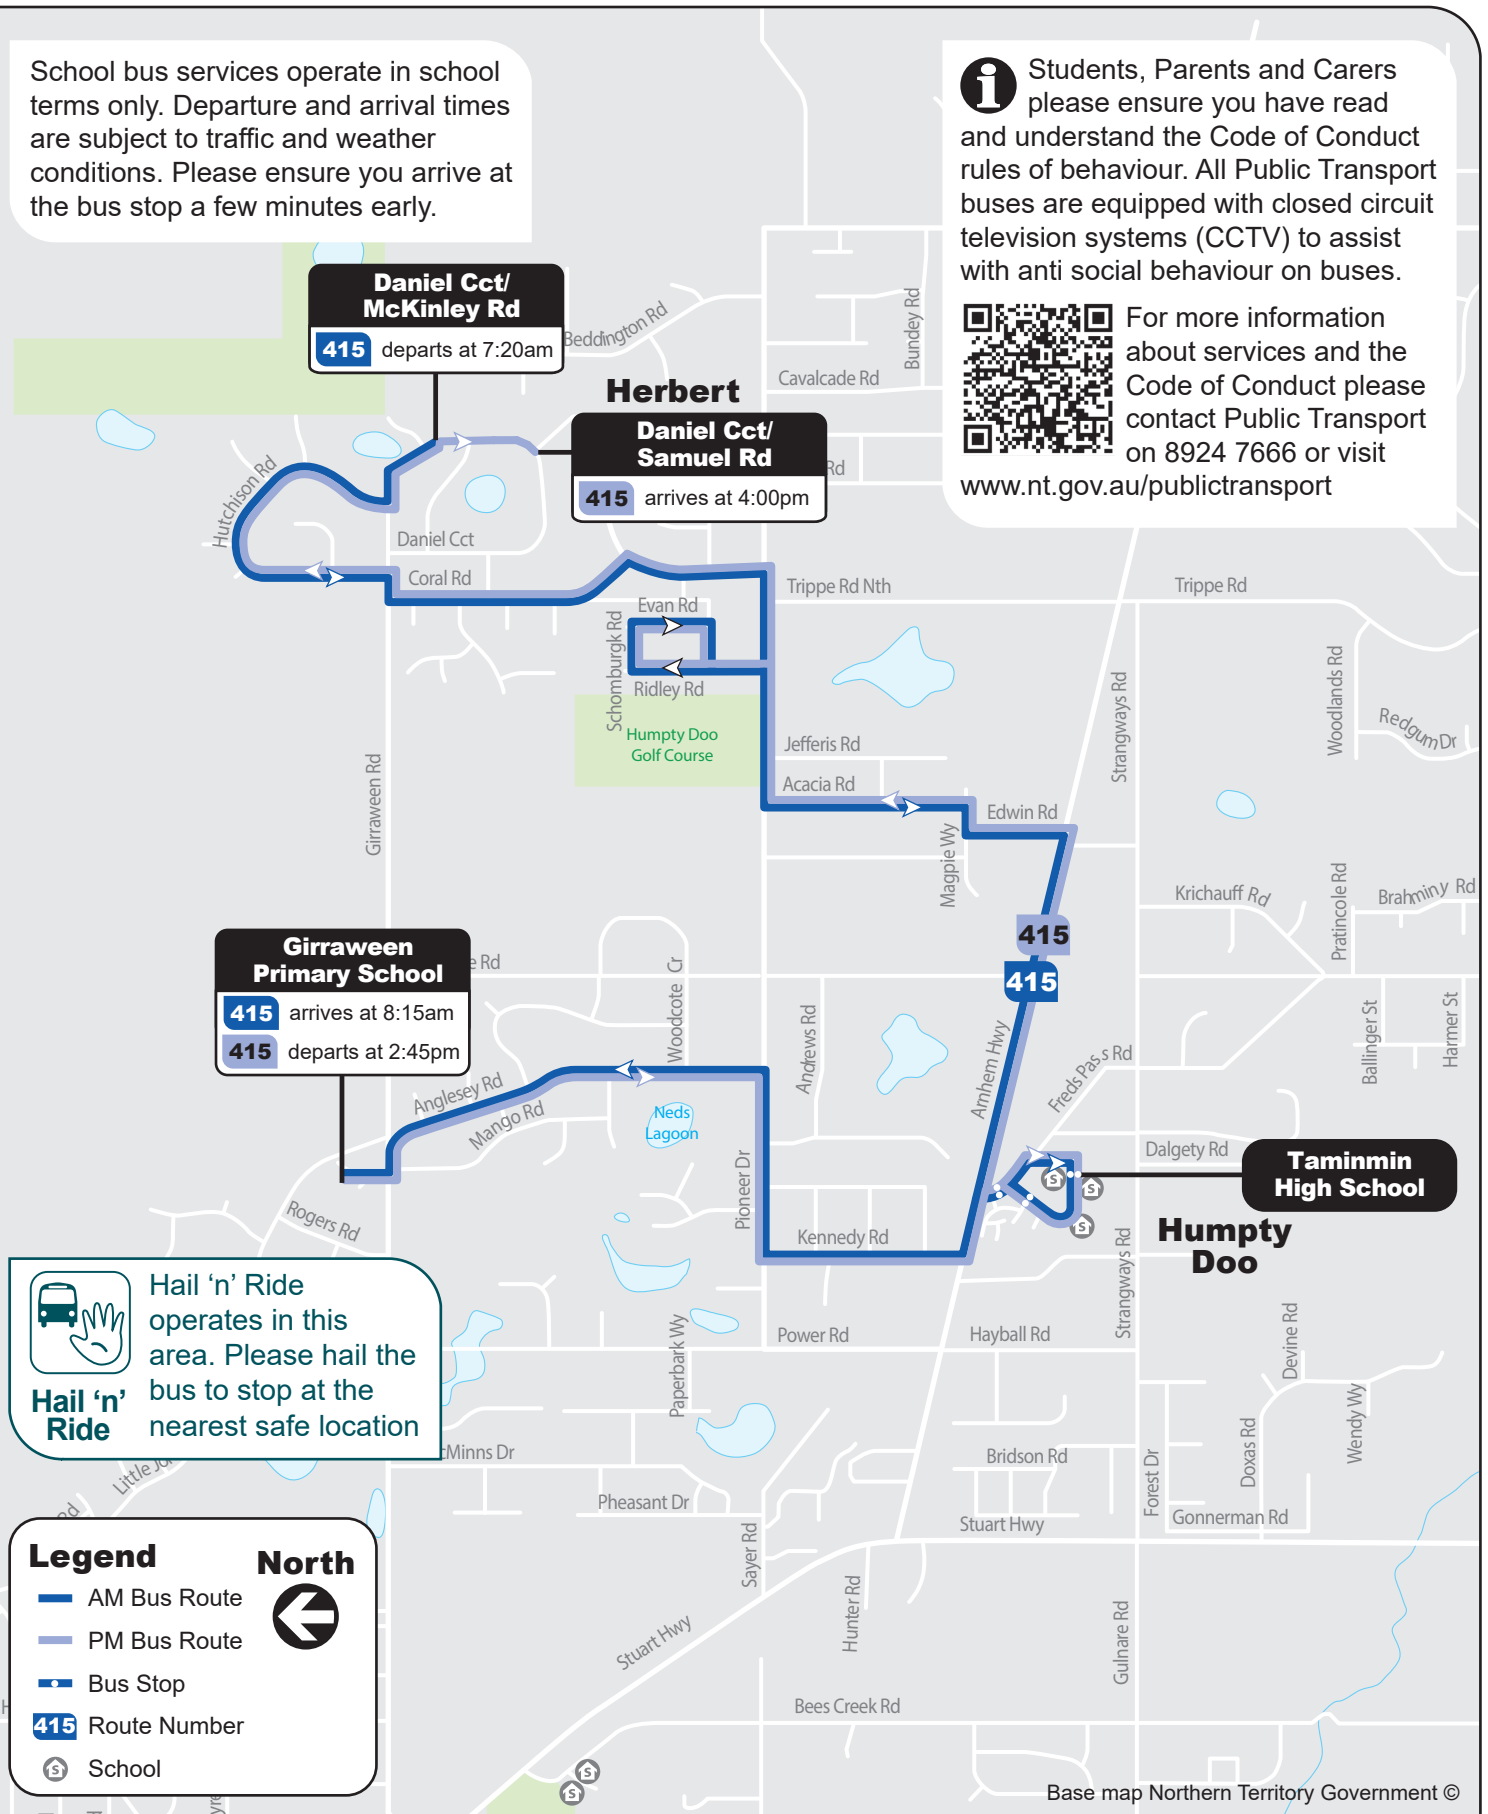 School bus services operate in school
terms only. Departure and arrival times
are subject to traffic and weather
conditions. Please ensure you arrive at
the bus stop a few minutes early.
Students, Parents and Carers
please ensure you have read
and understand the Code of Conduct
rules of behaviour. All Public Transport
buses are equipped with closed circuit
television systems (CCTV) to assist
with anti social behaviour on buses.
For more information
about services and the
Code of Conduct please
contact Public Transport
on 8924 7666 or visit
www.nt.gov.au/publictransport
Daniel Cct/
McKinley Rd
415 departs at 7:20am
Beddington Rd
Bundey Rd
Cavalcade Rd
Herbert
Daniel Cct/
Samuel Rd
415 arrives at 4:00pm
Rd
Hutchison Rd
Daniel Cct
Coral Rd
Trippe Rd Nth
Trippe Rd
Evan Rd
Schomburgk Rd
Ridley Rd
Humpty Doo
Golf Course
Strangways Rd
Woodlands Rd
Redgum Dr
Jefferis Rd
Acacia Rd
Girraween Rd
Edwin Rd
Magpie Wy
Krichauff Rd
Pratincole Rd
Brahminy Rd
415
415
Girraween
Primary School
415 arrives at 8:15am
415 departs at 2:45pm
e Rd
Woodcote Cr
Andrews Rd
Arnhem Hwy
Freds Pass Rd
Ballinger St
Harmer St
Anglesey Rd
Mango Rd
Neds
Lagoon
Pioneer Dr
Dalgety Rd
Taminmin
High School
S
S
S
Rogers Rd
Kennedy Rd
Humpty
Doo
Strangways Rd
Hail ‘n’ Ride
operates in this
area. Please hail the
bus to stop at the
nearest safe location
Hail ‘n’
Ride
Power Rd
Hayball Rd
Paperbark Wy
Devine Rd
Wendy Wy
Doxas Rd
Forest Dr
cMinns Dr
Bridson Rd
Little Jo
Pheasant Dr
Rd
Sayer Rd
Stuart Hwy
Gonnerman Rd
Hunter Rd
Gulnare Rd
Stuart Hwy
Bees Creek Rd
Legend
North
AM Bus Route
PM Bus Route
Bus Stop
415 Route Number
S School
S
S
Base map Northern Territory Government ©